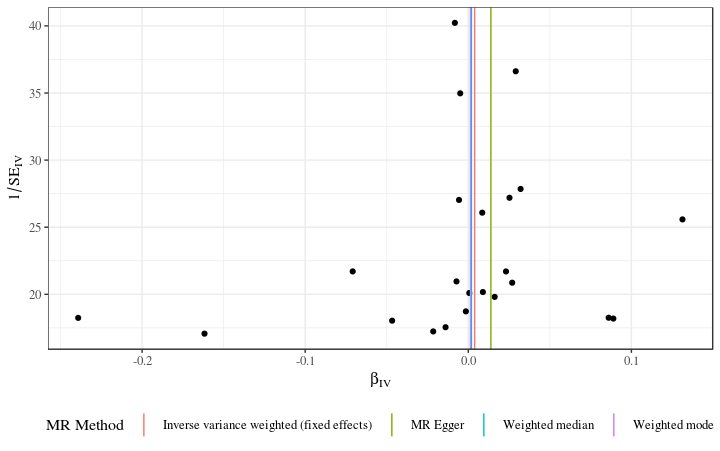 40
35
30
25
20
1/SE_IV
-0.2 -0.1 0.0 0.1
β_IV
MR Method Inverse variance weighted (fixed effects) MR Egger Weighted median Weighted mode